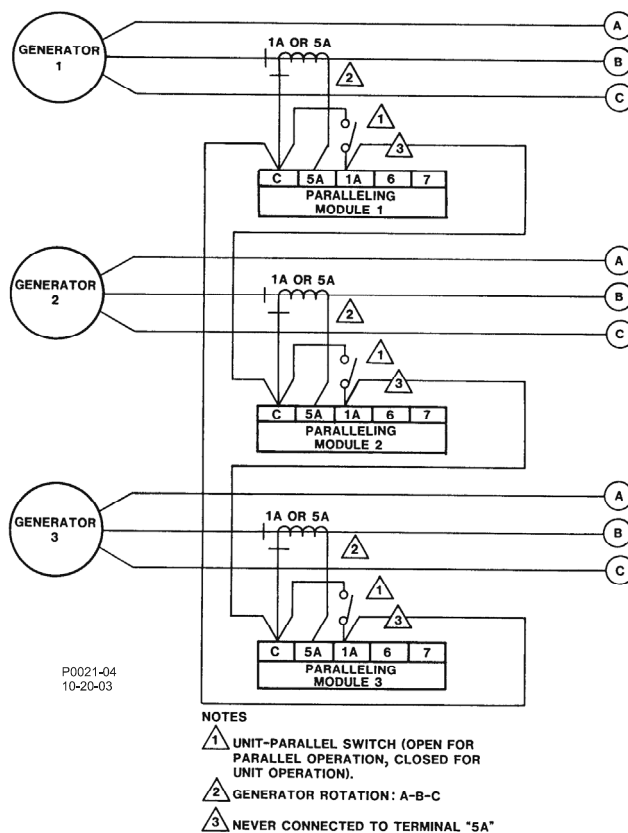 GENERATOR
1
1A OR 5A
A
B
C
2
1
3
C 5A 1A 6 7
PARALLELING
MODULE 1
GENERATOR
2
1A OR 5A
A
B
C
2
1
3
C 5A 1A 6 7
PARALLELING
MODULE 2
GENERATOR
3
1A OR 5A
A
B
C
2
1
3
C 5A 1A 6 7
PARALLELING
MODULE 3
P0021-04
10-20-03
NOTES
1 UNIT-PARALLEL SWITCH (OPEN FOR
PARALLEL OPERATION, CLOSED FOR
UNIT OPERATION).
2 GENERATOR ROTATION: A-B-C
3 NEVER CONNECTED TO TERMINAL "5A"